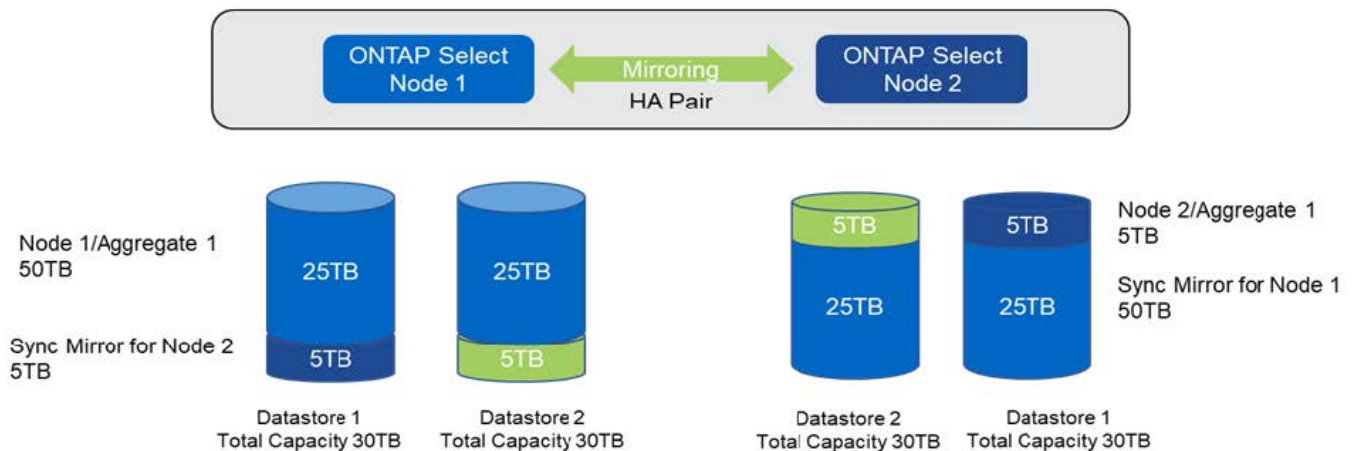 ONTAP Select
Node 1
Mirroring
HA Pair
ONTAP Select
Node 2
Node 1/Aggregate 1
50TB
Sync Mirror for Node 2
5TB
25TB
5TB
Datastore 1
Total Capacity 30TB
25TB
5TB
Datastore 2
Total Capacity 30TB
5TB
25TB
Datastore 2
Total Capacity 30TB
5TB
25TB
Datastore 1
Total Capacity 30TB
Node 2/Aggregate 1
5TB
Sync Mirror for Node 1
50TB